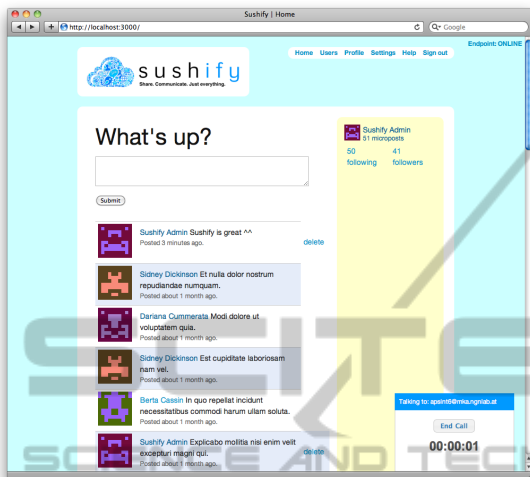 Sushify | Home
http://localhost:3000/
Google
Endpoint: ONLINE
Home Users Profile Settings Help Sign out
sushify
Share. Communicate. Just everything.
What's up?
Submit
Sushify Admin
51 microposts
50 following
41 followers
Sushify Admin Sushify is great ^^
Posted 3 minutes ago.
delete
Sidney Dickinson Et nulla dolor nostrum
repudiandae numquam.
Posted about 1 month ago.
Dariana Cummerata Modi dolore ut
voluptatem quia.
Posted about 1 month ago.
Sidney Dickinson Est cupiditate laboriosam
nam vel.
Posted about 1 month ago.
Berta Cassin In quo repellat incidunt
necessitatibus commodi harum ullam soluta.
Posted about 1 month ago.
Sushify Admin Explicabo mollitia nisi enim velit
excepturi magni qui.
Posted about 1 month ago.
delete
Talking to: apsint6@mka.ngnlab.at
End Call
00:00:01
SCITE
SCIENCE AND TECH